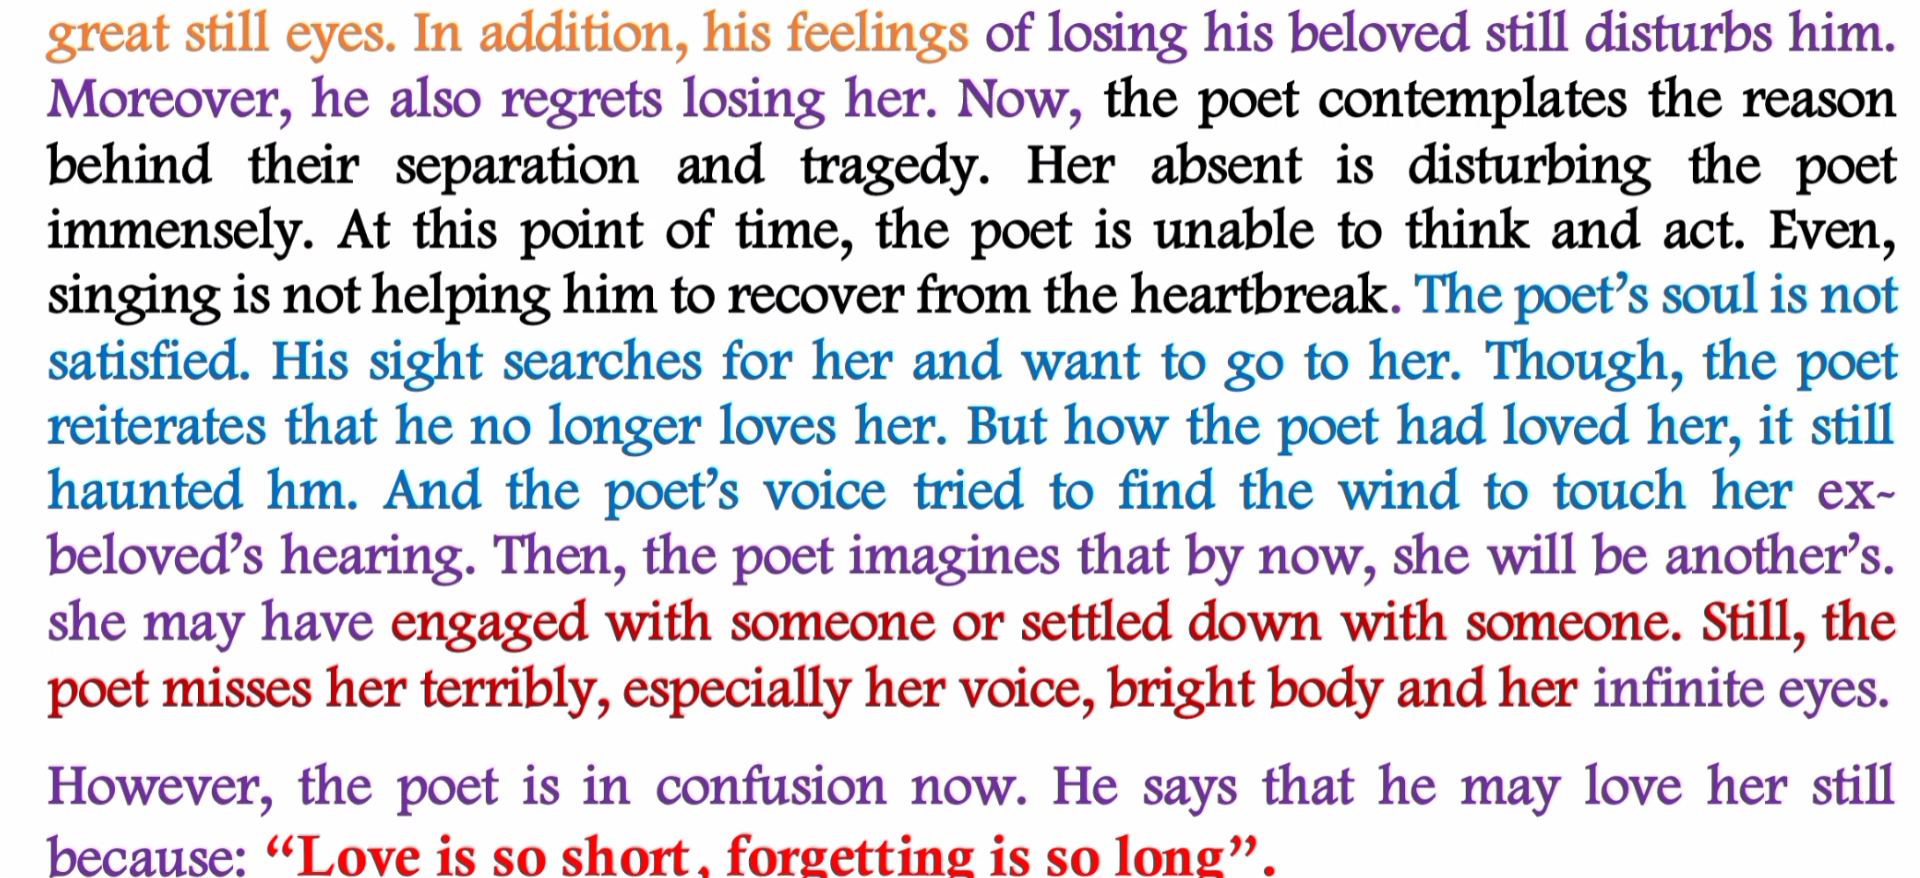 great still eyes. In addition, his feelings of losing his beloved still disturbs him.
Moreover, he also regrets losing her. Now, the poet contemplates the reason
behind their separation and tragedy. Her absent is disturbing the poet
immensely. At this point of time, the poet is unable to think and act. Even,
singing is not helping him to recover from the heartbreak. The poet’s soul is not
satisfied. His sight searches for her and want to go to her. Though, the poet
reiterates that he no longer loves her. But how the poet had loved her, it still
haunted hm. And the poet’s voice tried to find the wind to touch her ex-
beloved’s hearing. Then, the poet imagines that by now, she will be another’s.
she may have engaged with someone or settled down with someone. Still, the
poet misses her terribly, especially her voice, bright body and her infinite eyes.
However, the poet is in confusion now. He says that he may love her still
because: “Love is so short, forgetting is so long”.